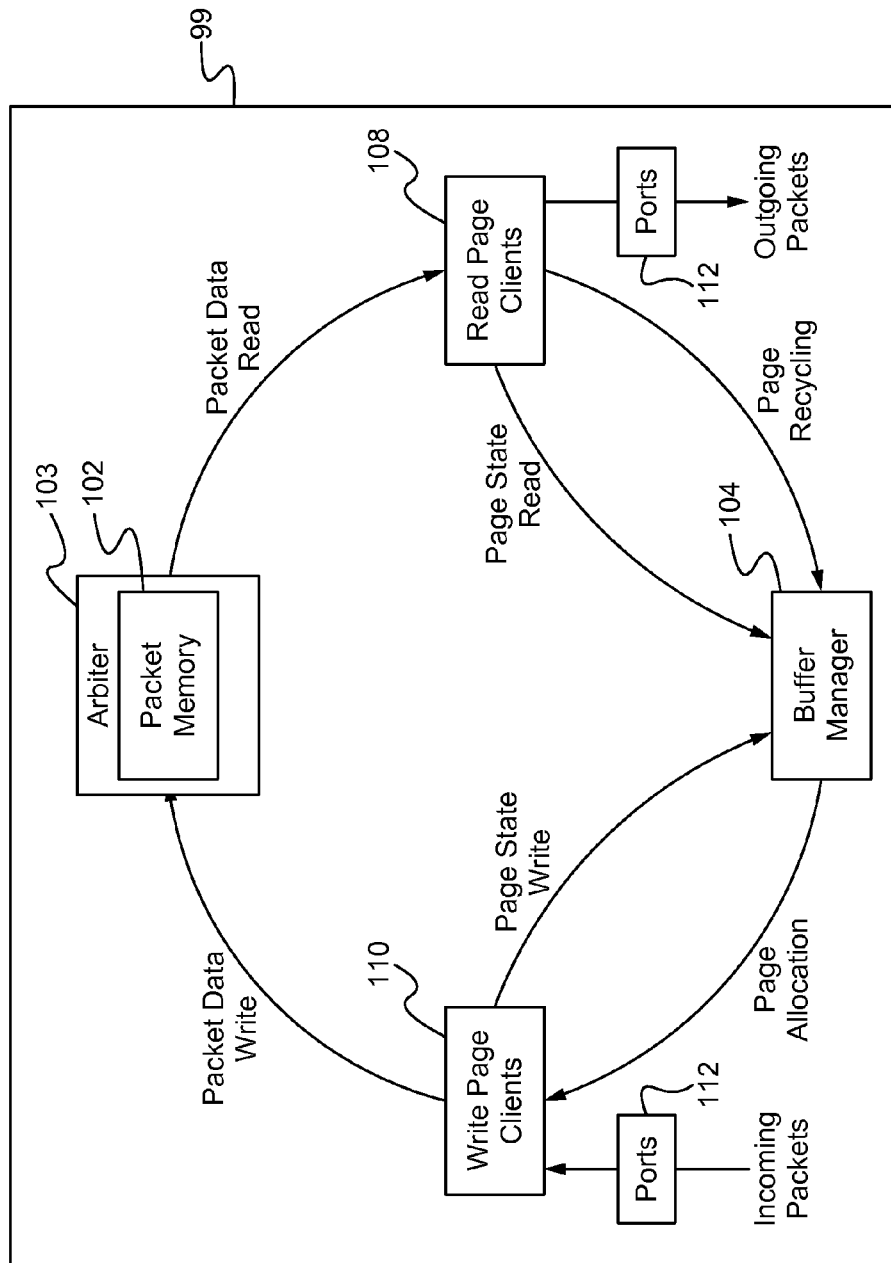 99
103
102
Arbiter
Packet
Memory
Packet Data
Write
Packet Data
Read
110
Write Page
Clients
108
Read Page
Clients
Page State
Write
Page State
Read
Ports
112
Incoming
Packets
Ports
112
Outgoing
Packets
Page
Allocation
Page
Recycling
104
Buffer
Manager